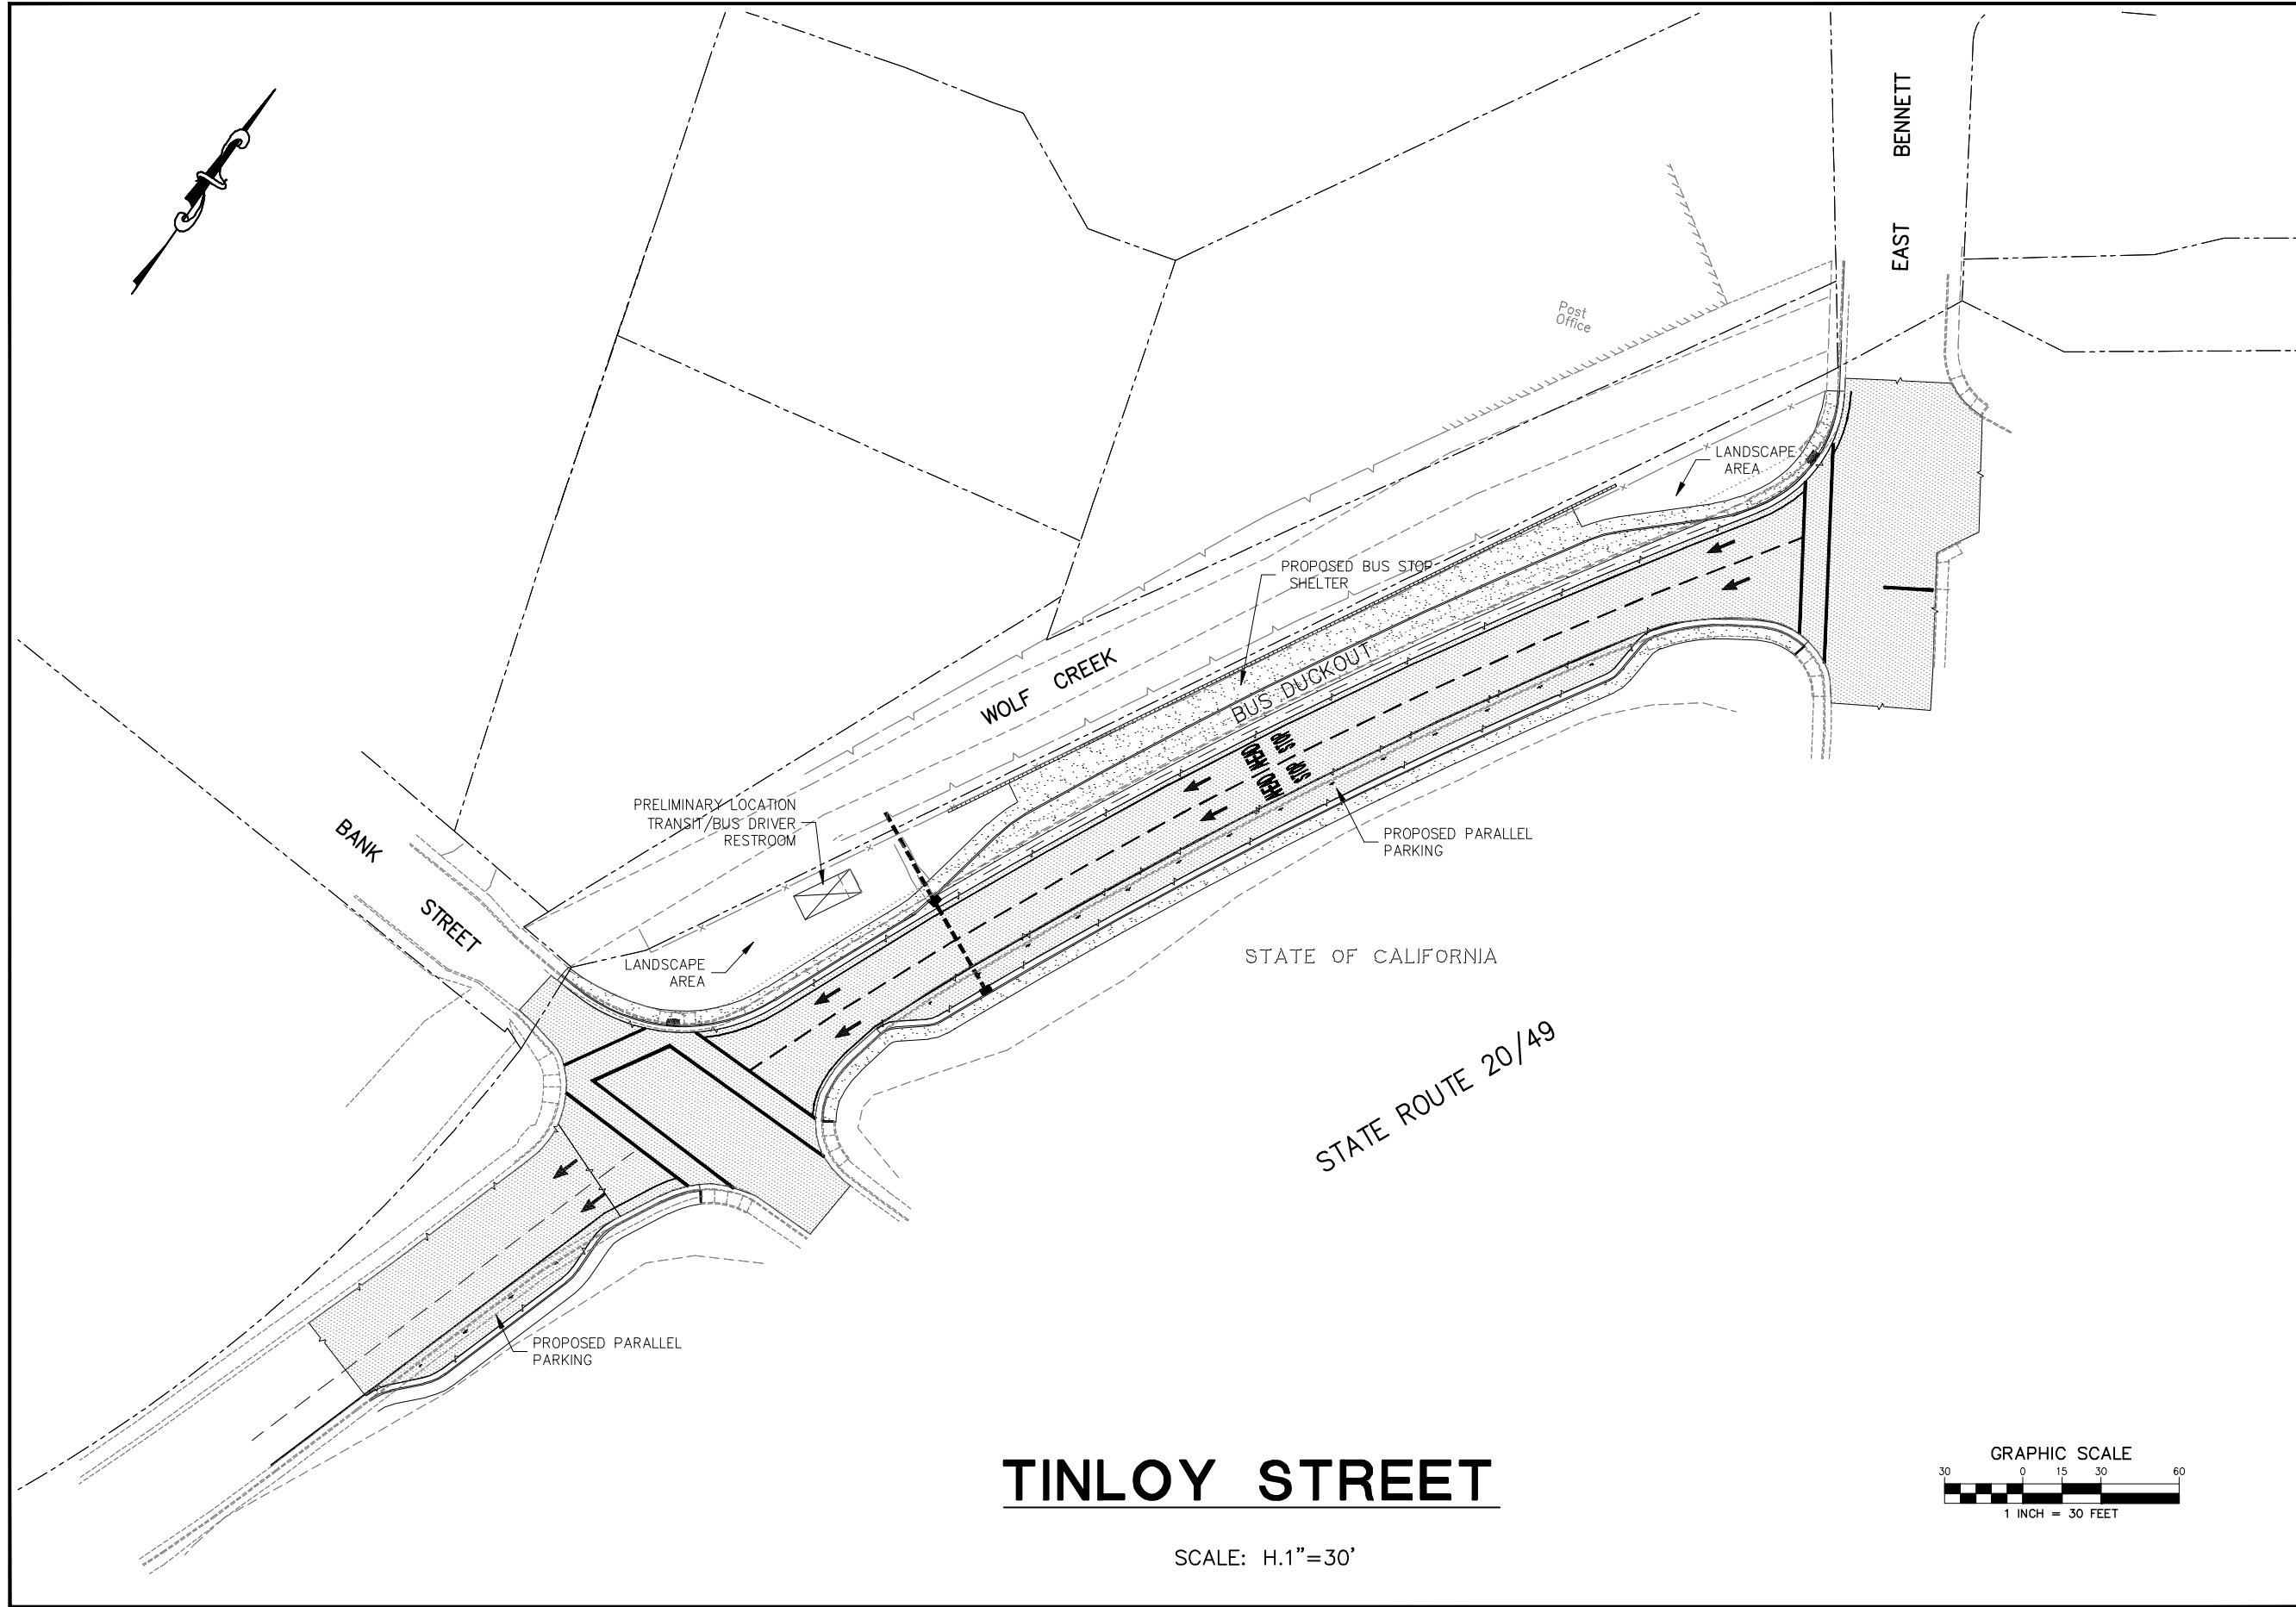 EAST BENNETT
Post
Office
LANDSCAPE
AREA
PROPOSED BUS STOP
SHELTER
BUS DUCKOUT
WOLF CREEK
BUS STOP
BUS STOP
PRELIMINARY LOCATION
TRANSIT/BUS DRIVER
RESTROOM
BANK
STREET
PROPOSED PARALLEL
PARKING
LANDSCAPE
AREA
STATE OF CALIFORNIA
STATE ROUTE 20/49
PROPOSED PARALLEL
PARKING
TINLOY STREET
SCALE: H.1"=30'
GRAPHIC SCALE
30 0 15 30 60
1 INCH = 30 FEET